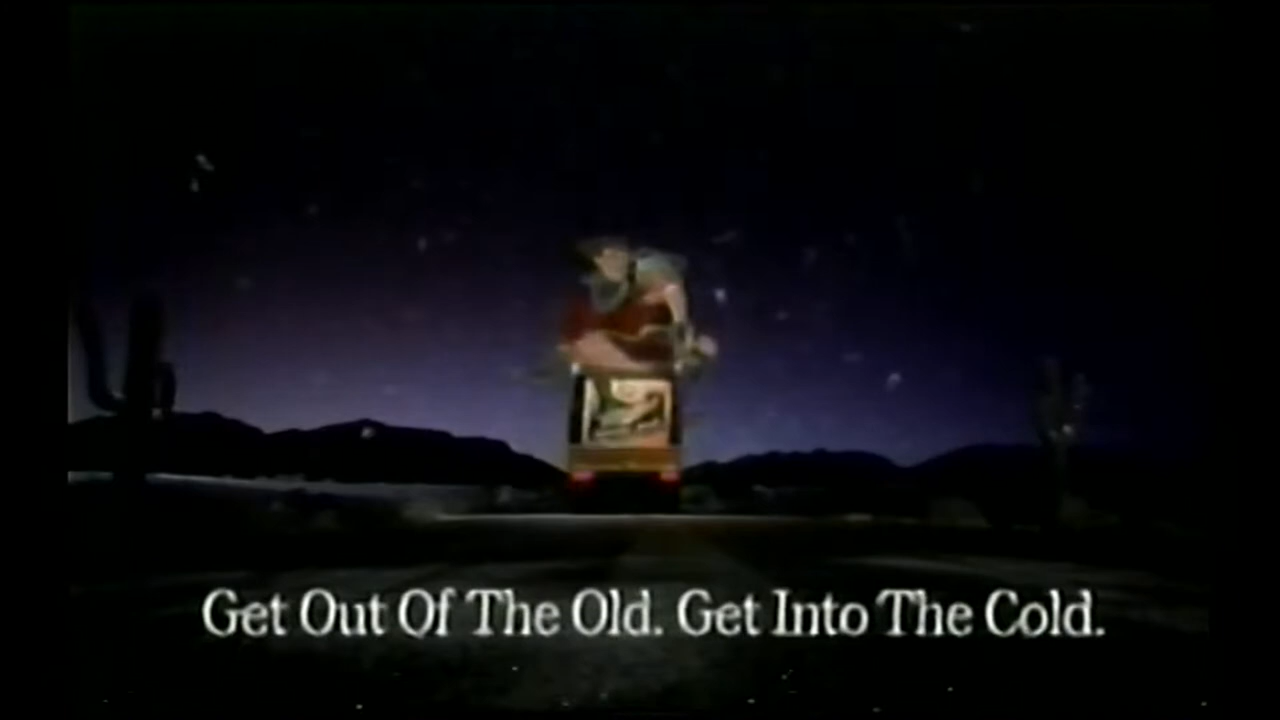 Get Out Of The Old. Get Into The Cold.